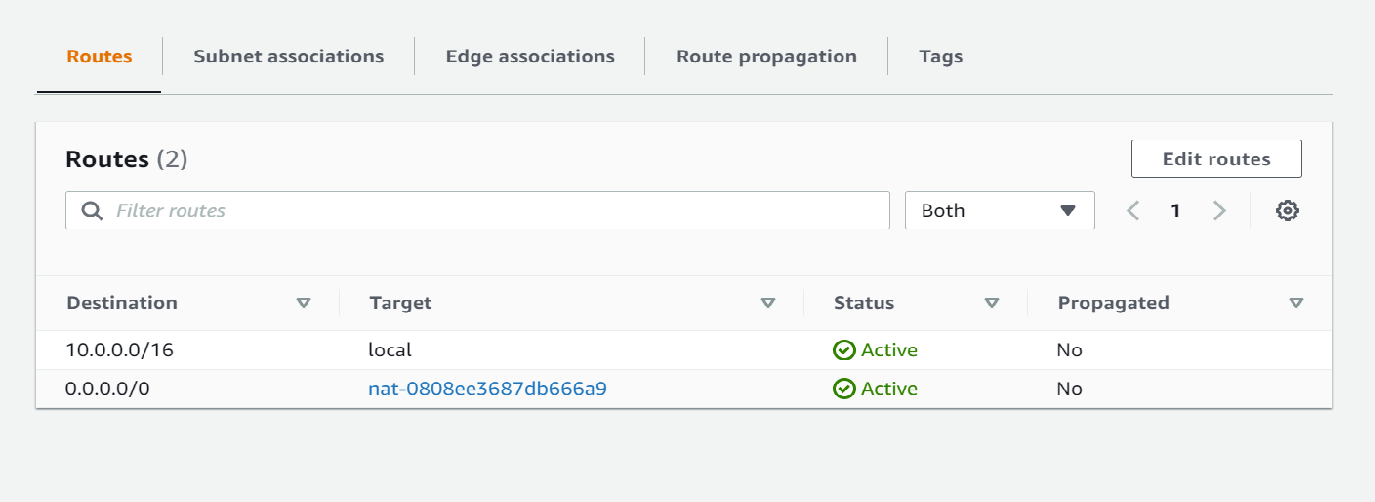 Routes Subnet associations Edge associations Route propagation Tags
Routes (2) Edit routes
Filter routes Both 1
Destination Target Status Propagated
10.0.0.0/16 local Active No
0.0.0.0/0 nat-0808ee3687db666a9 Active No